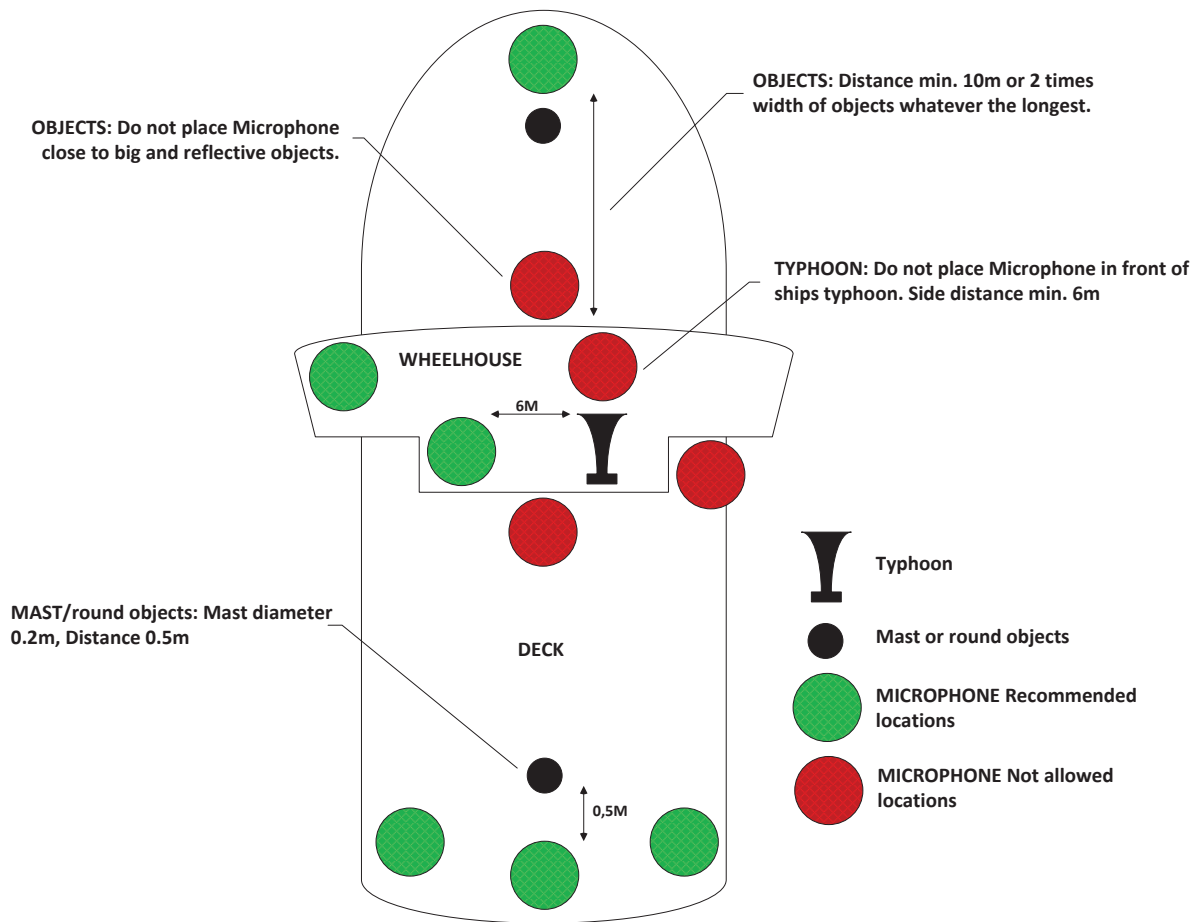 OBJECTS: Distance min. 10m or 2 times
width of objects whatever the longest.
OBJECTS: Do not place Microphone
close to big and reflective objects.
TYPHOON: Do not place Microphone in front of
ships typhoon. Side distance min. 6m
WHEELHOUSE
6M
Typhoon
MAST/round objects: Mast diameter
0.2m, Distance 0.5m
DECK
Mast or round objects
MICROPHONE Recommended
locations
MICROPHONE Not allowed
locations
0,5M